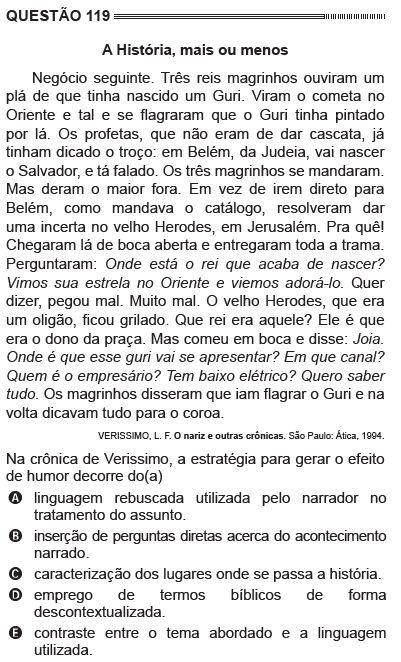 QUESTÃO 119
A História, mais ou menos
Negócio seguinte. Três reis magrinhos ouviram um
plá de que tinha nascido um Guri. Viram o cometa no
Oriente e tal e se flagraram que o Guri tinha pintado
por lá. Os profetas, que não eram de dar cascata, já
tinham dicado o troço: em Belém, da Judeia, vai nascer
o Salvador, e tá falado. Os três magrinhos se mandaram.
Mas deram o maior fora. Em vez de irem direto para
Belém, como mandava o catálogo, resolveram dar
uma incerta no velho Herodes, em Jerusalém. Pra quê!
Chegaram lá de boca aberta e entregaram toda a trama.
Perguntaram: Onde está o rei que acaba de nascer?
Vimos sua estrela no Oriente e viemos adorá-lo. Quer
dizer, pegou mal. Muito mal. O velho Herodes, que era
um oligão, ficou grilado. Que rei era aquele? Ele é que
era o dono da praça. Mas comeu em boca e disse: Joia.
Onde é que esse guri vai se apresentar? Em que canal?
Quem é o empresário? Tem baixo elétrico? Quero saber
tudo. Os magrinhos disseram que iam flagrar o Guri e na
volta dicavam tudo para o coroa.
VERISSIMO, L. F. O nariz e outras crônicas. São Paulo: Ática, 1994.
Na crônica de Verissimo, a estratégia para gerar o efeito
de humor decorre do(a)
A linguagem rebuscada utilizada pelo narrador no
tratamento do assunto.
B inserção de perguntas diretas acerca do acontecimento
narrado.
C caracterização dos lugares onde se passa a história.
D emprego de termos bíblicos de forma
descontextualizada.
E contraste entre o tema abordado e a linguagem
utilizada.